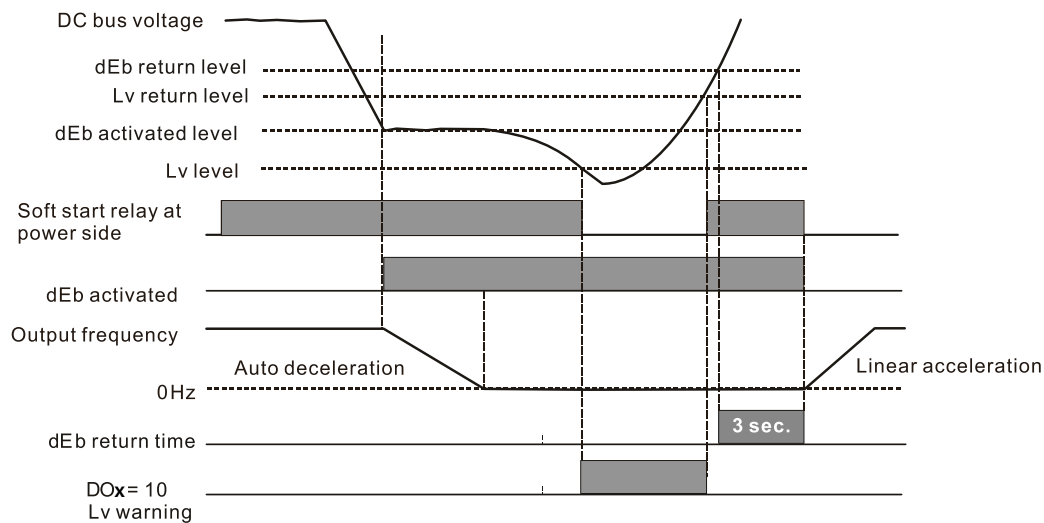 DC bus voltage
dEb return level
Lv return level
dEb activated level
Lv level
Soft start relay at
power side
dEb activated
Output frequency
Auto deceleration
Linear acceleration
0Hz
3 sec.
dEb return time
DOx = 10
Lv warning